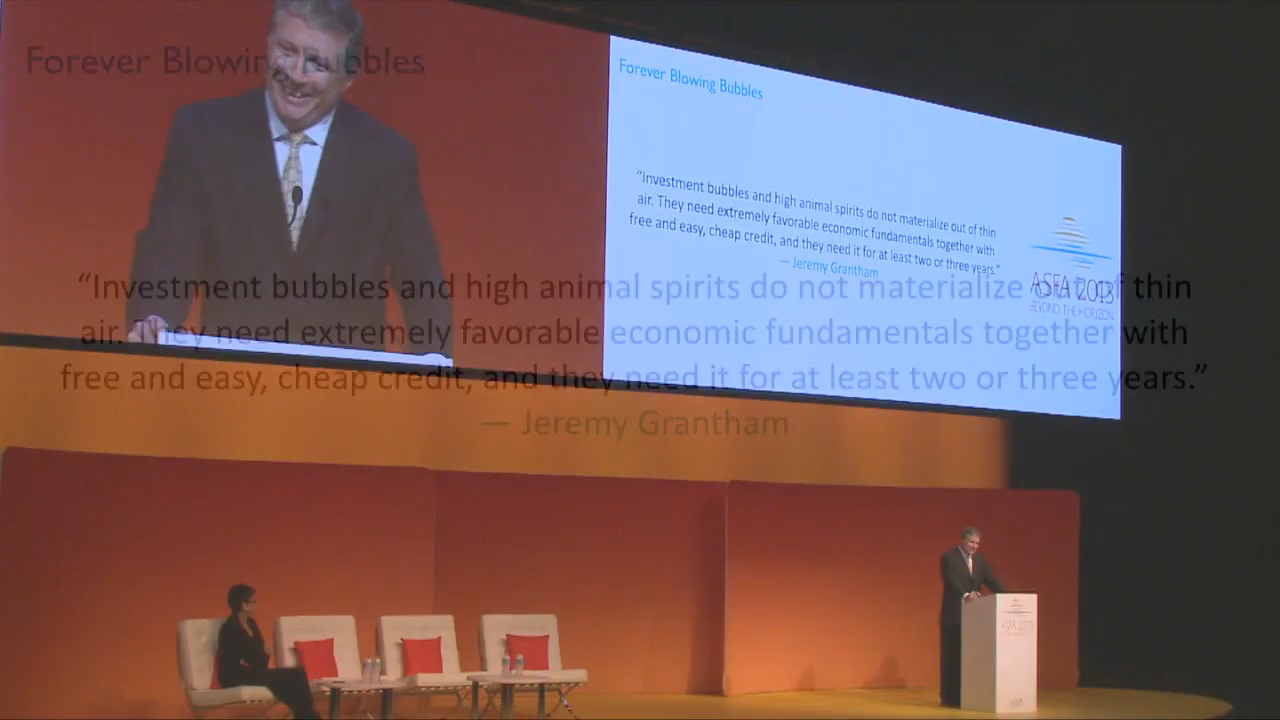 Forever Blowing Bubbles
“Investment bubbles and high animal spirits do not materialize out of thin
air. They need extremely favorable economic fundamentals together with
free and easy, cheap credit, and they need it for at least two or three years.”
— Jeremy Grantham
Forever Blowing Bubbles
“Investment bubbles and high animal spirits do not materialize out of thin
air. They need extremely favorable economic fundamentals together with
free and easy, cheap credit, and they need it for at least two or three years.”
— Jeremy Grantham
ASFA 2013
BEYOND THE HORIZON